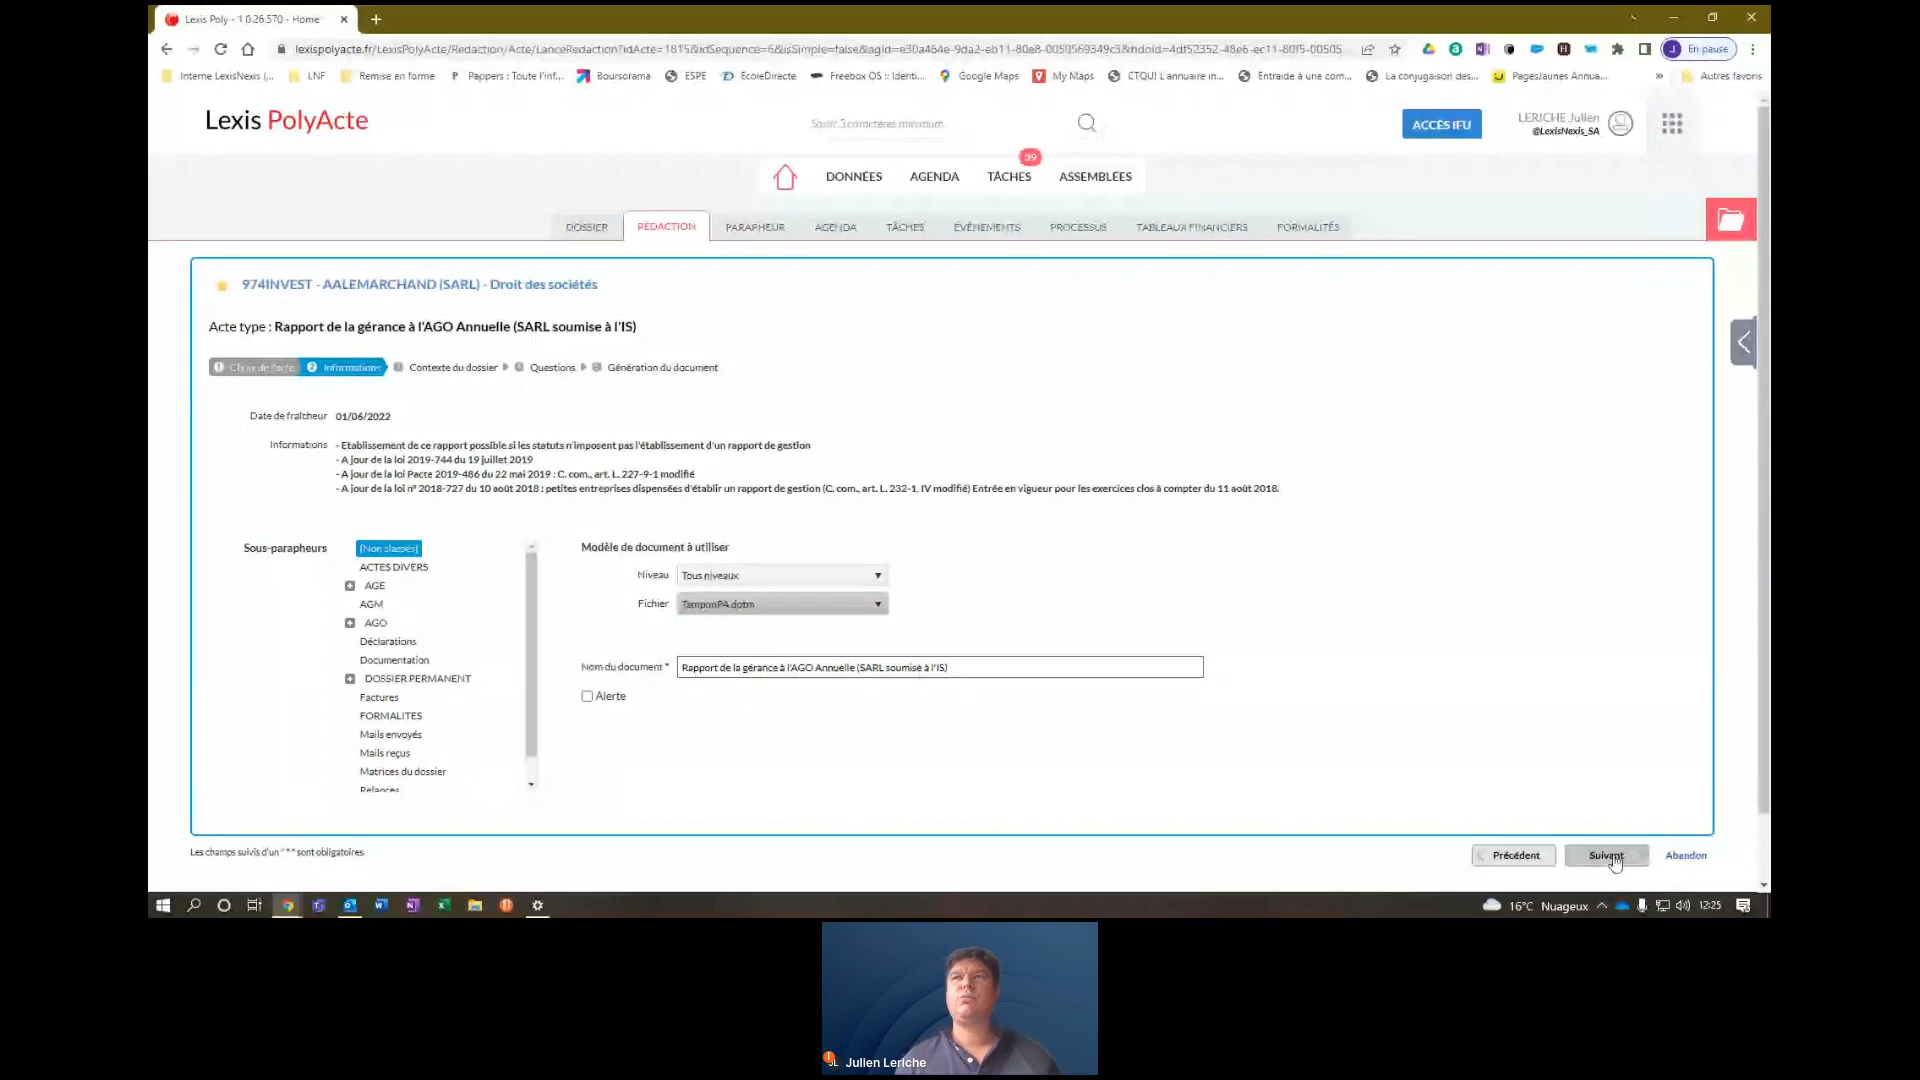 Lexis Poly - 1.0.26.570 - Home
lexispolyacte.fr/LexisPolyActe/Redaction/Acte/LanceRedaction?idActe=1815&idSequence=6&isSimple=false&
En pause
Interne LexisNexis (... LNF Remise en forme Pappers : Toute l'inf... Boursorama ESPE EcoleDirecte Freebox OS :: Identi... Google Maps My Maps CTQUI L annuaire in... Entraide à une com... La conjugaison des... PagesJaunes Annua... » Autres favoris
Lexis PolyActe
Saisir 3 caractères minimum
ACCÈS IFU
LERICHE Julien
@LexisNexis_SA
39
DONNÉES AGENDA TÂCHES ASSEMBLÉES
DOSSIER RÉDACTION PARAPHEUR AGENDA TÂCHES ÉVÉNEMENTS PROCESSUS TABLEAUX FINANCIERS FORMALITÉS
974INVEST - AALEMARCHAND (SARL) - Droit des sociétés
Acte type : Rapport de la gérance à l'AGO Annuelle (SARL soumise à l'IS)
1 Choix de l'acte 2 Informations Contexte du dossier Questions Génération du document
Date de fraîcheur 01/06/2022
Informations - Etablissement de ce rapport possible si les statuts n'imposent pas l'établissement d'un rapport de gestion
- A jour de la loi 2019-744 du 19 juillet 2019
- A jour de la loi Pacte 2019-486 du 22 mai 2019 : C. com., art. L. 227-9-1 modifié
- A jour de la loi n° 2018-727 du 10 août 2018 : petites entreprises dispensées d'établir un rapport de gestion (C. com., art. L. 232-1, IV modifié) Entrée en vigueur pour les exercices clos à compter du 11 août 2018.
Sous-parapheurs
[Non classés]
ACTES DIVERS
AGE
AGM
AGO
Déclarations
Documentation
DOSSIER PERMANENT
Factures
FORMALITES
Mails envoyés
Mails reçus
Matrices du dossier
Relances
Modèle de document à utiliser
Niveau Tous niveaux
Fichier TamponPA.dotm
Nom du document * Rapport de la gérance à l'AGO Annuelle (SARL soumise à l'IS)
Alerte
Les champs suivis d'un "*" sont obligatoires
Précédent Suivant Abandon
16°C Nuageux 12:25
JL Julien Leriche